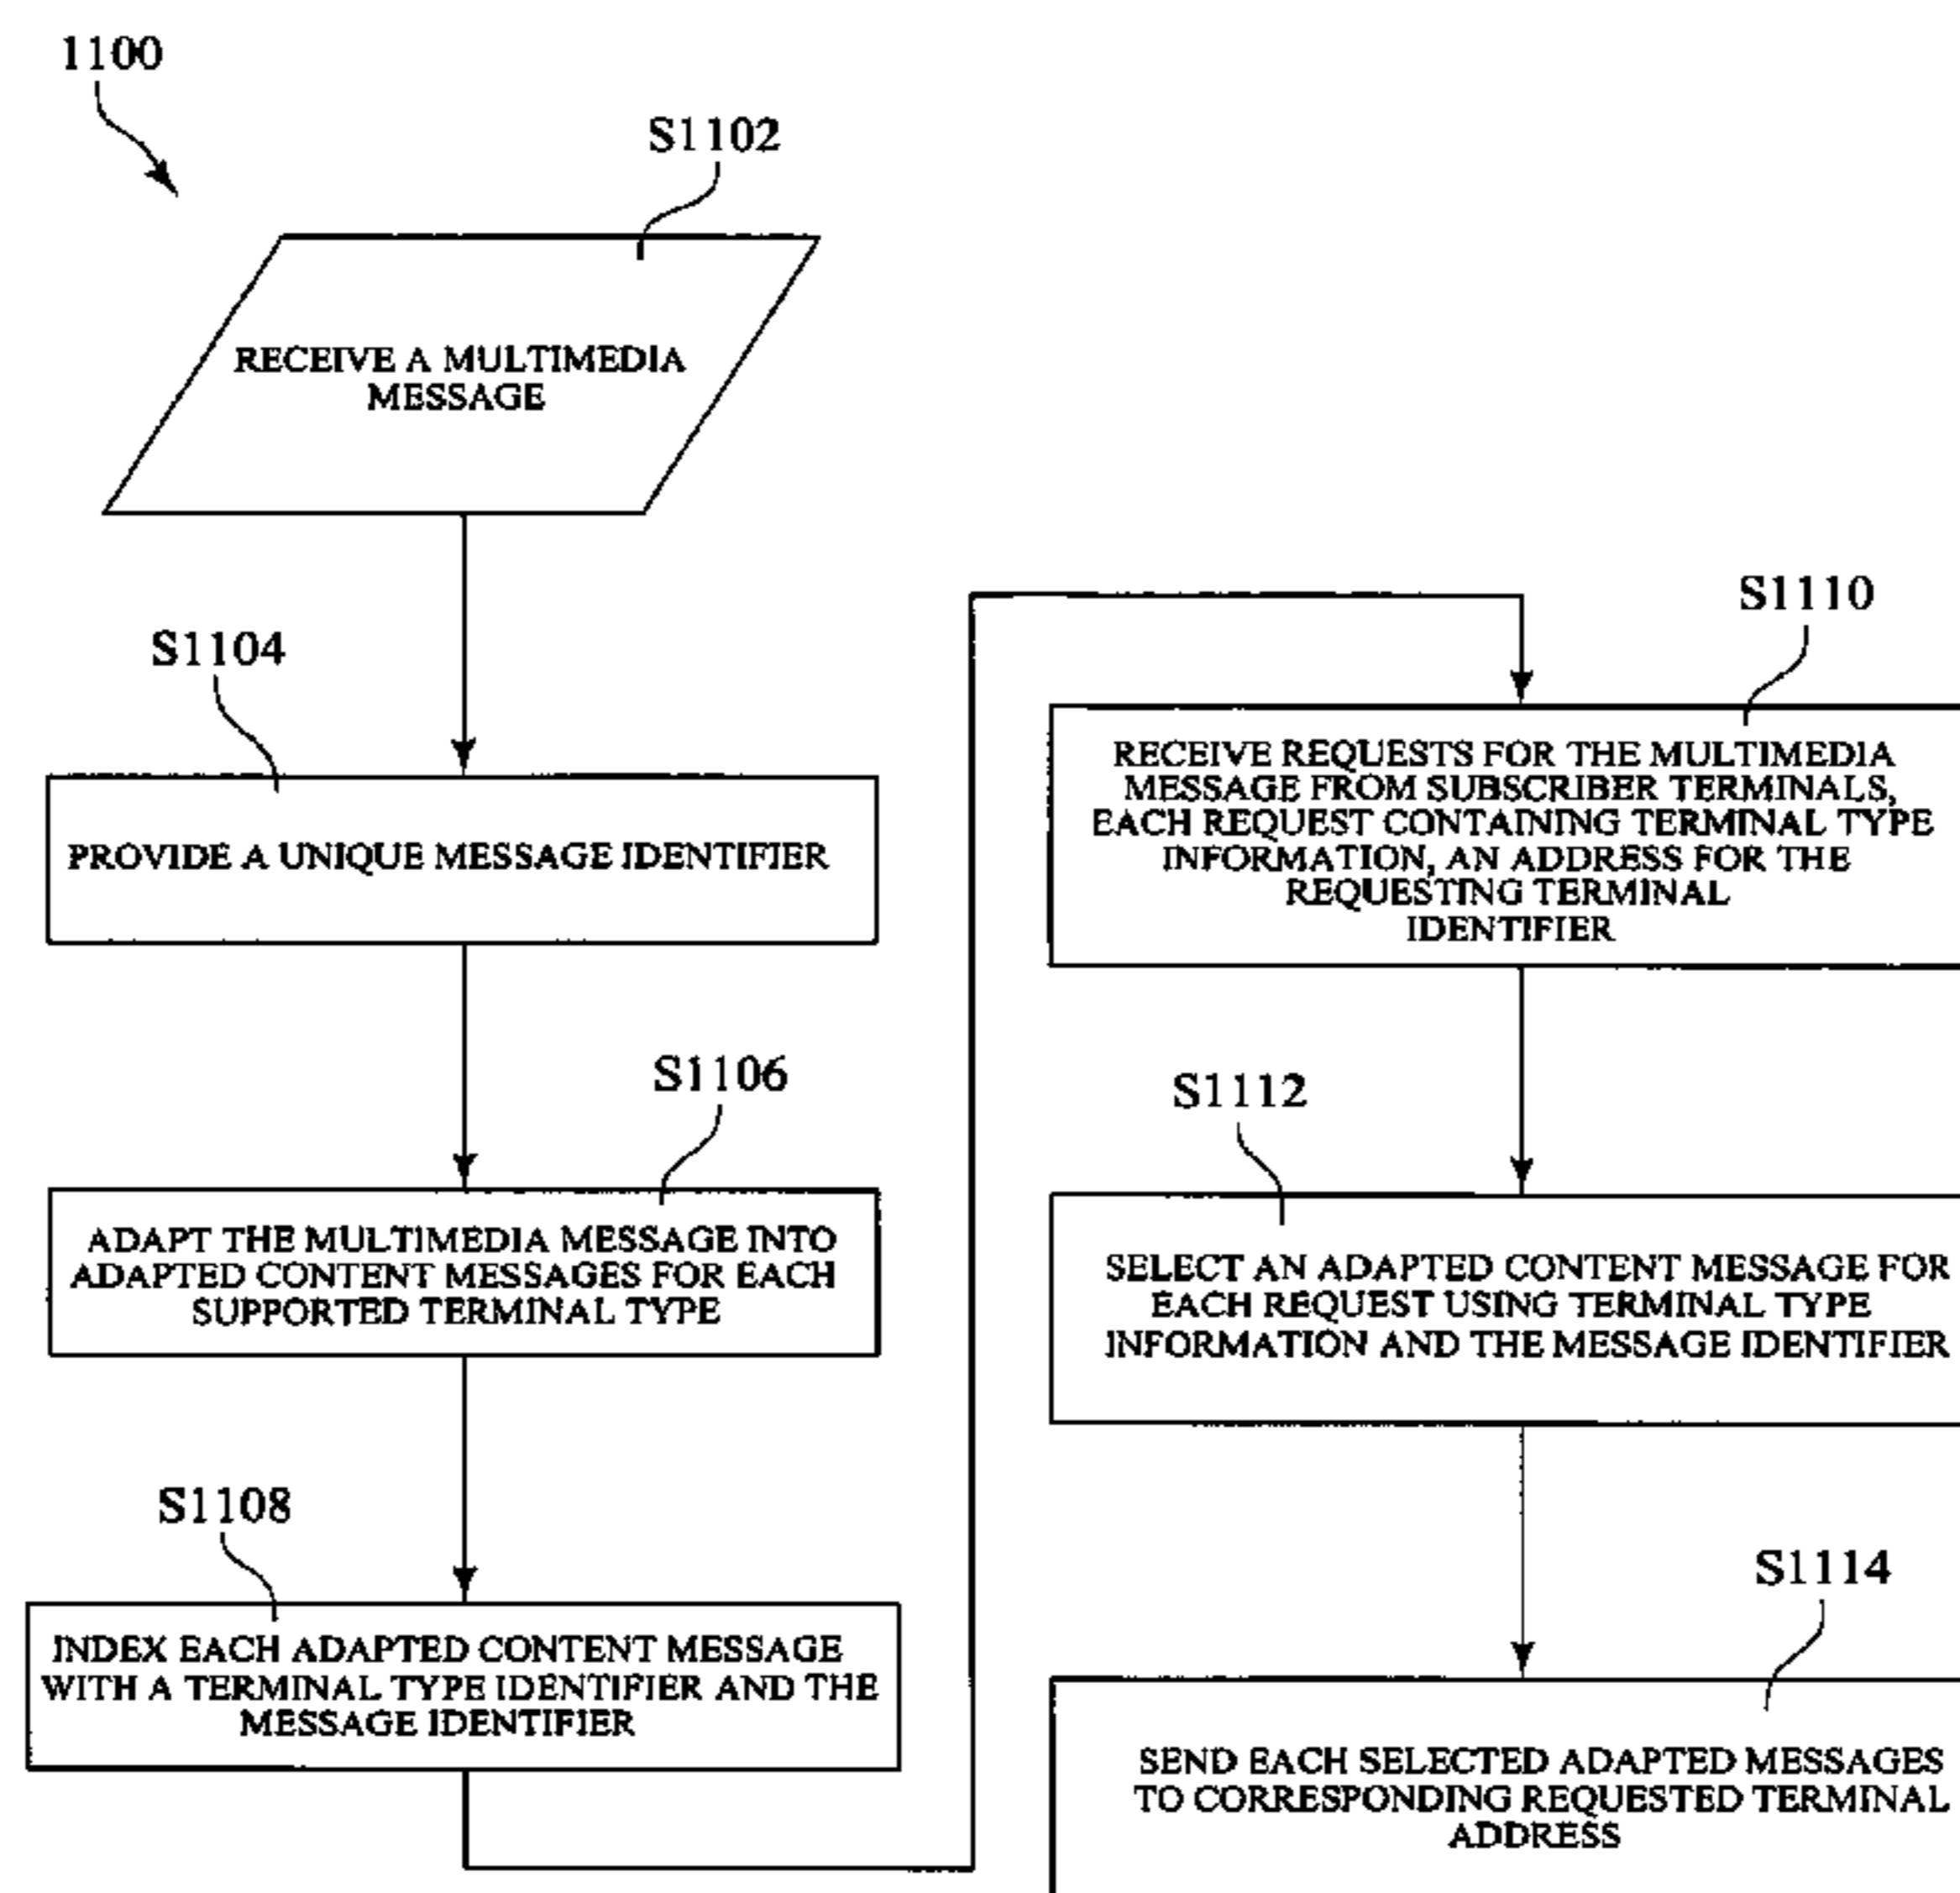 1100
S1102
RECEIVE A MULTIMEDIA
MESSAGE
S1104
PROVIDE A UNIQUE MESSAGE IDENTIFIER
S1106
ADAPT THE MULTIMEDIA MESSAGE INTO
ADAPTED CONTENT MESSAGES FOR EACH
SUPPORTED TERMINAL TYPE
S1108
INDEX EACH ADAPTED CONTENT MESSAGE
WITH A TERMINAL TYPE IDENTIFIER AND THE
MESSAGE IDENTIFIER
S1110
RECEIVE REQUESTS FOR THE MULTIMEDIA
MESSAGE FROM SUBSCRIBER TERMINALS,
EACH REQUEST CONTAINING TERMINAL TYPE
INFORMATION, AN ADDRESS FOR THE
REQUESTING TERMINAL
IDENTIFIER
S1112
SELECT AN ADAPTED CONTENT MESSAGE FOR
EACH REQUEST USING TERMINAL TYPE
INFORMATION AND THE MESSAGE IDENTIFIER
S1114
SEND EACH SELECTED ADAPTED MESSAGES
TO CORRESPONDING REQUESTED TERMINAL
ADDRESS